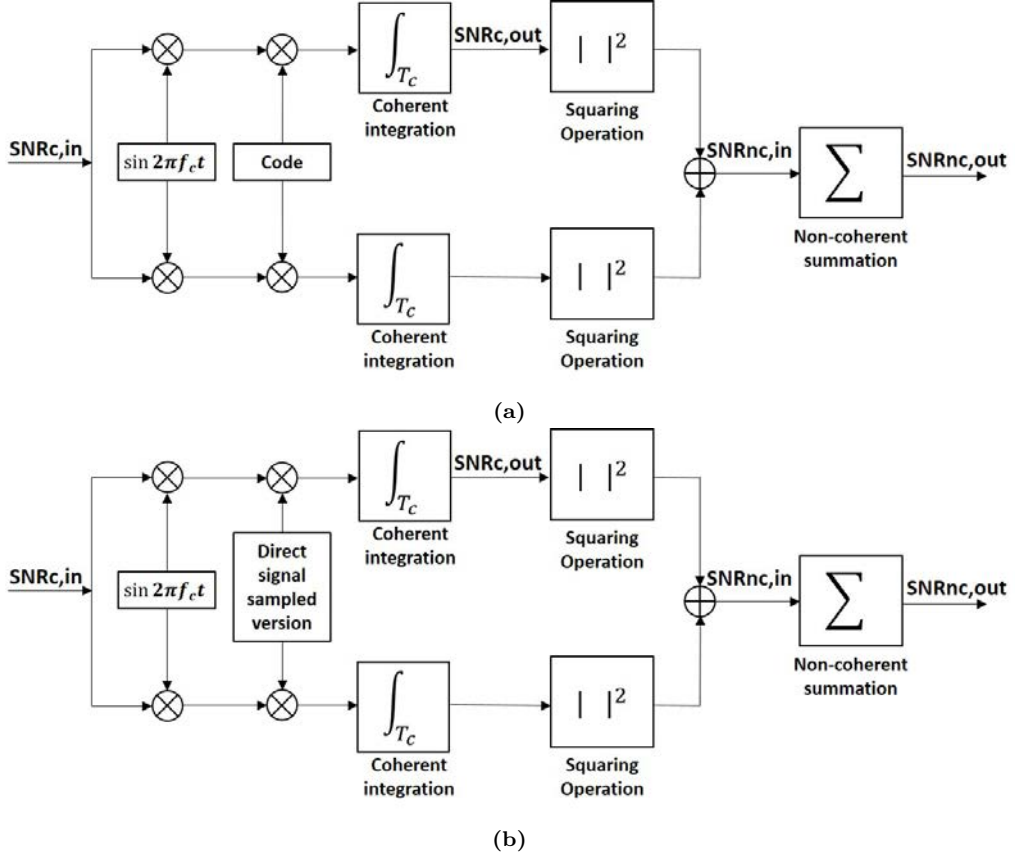 SNRc,out
| |²
∫T_c
Coherent
integration
Squaring
Operation
SNRc,in
sin 2πf_c t
Code
SNRnc,in
∑
SNRnc,out
Non-coherent
summation
∫T_c
Coherent
integration
| |²
Squaring
Operation
(a)
SNRc,out
∫T_c
Coherent
integration
| |²
Squaring
Operation
SNRc,in
sin 2πf_c t
Direct
signal
sampled
version
SNRnc,in
∑
SNRnc,out
Non-coherent
summation
∫T_c
Coherent
integration
| |²
Squaring
Operation
(b)